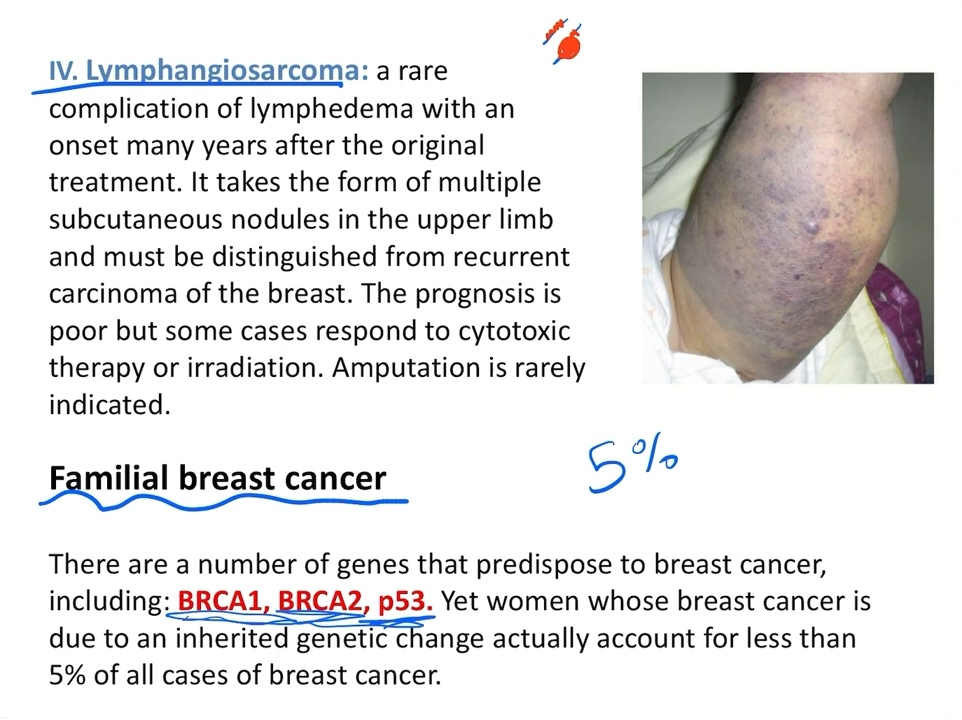 IV. Lymphangiosarcoma: a rare
complication of lymphedema with an
onset many years after the original
treatment. It takes the form of multiple
subcutaneous nodules in the upper limb
and must be distinguished from recurrent
carcinoma of the breast. The prognosis is
poor but some cases respond to cytotoxic
therapy or irradiation. Amputation is rarely
indicated.
5%
Familial breast cancer
There are a number of genes that predispose to breast cancer,
including: BRCA1, BRCA2, p53. Yet women whose breast cancer is
due to an inherited genetic change actually account for less than
5% of all cases of breast cancer.